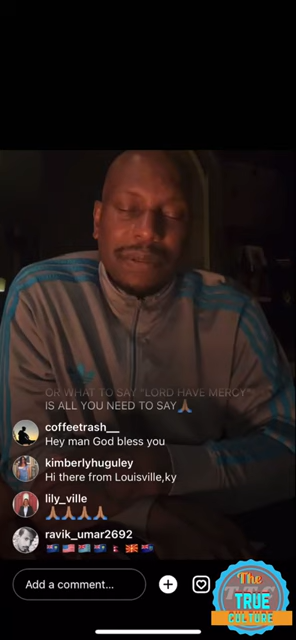 OR WHAT TO SAY "LORD HAVE MERCY"
IS ALL YOU NEED TO SAY🙏🏽
coffeetrash__
Hey man God bless you
kimberlyhuguley
Hi there from Louisville,ky
lily_ville
🙏🏽🙏🏽🙏🏽🙏🏽
ravik_umar2692
Add a comment...
The
TRUE
CULTURE